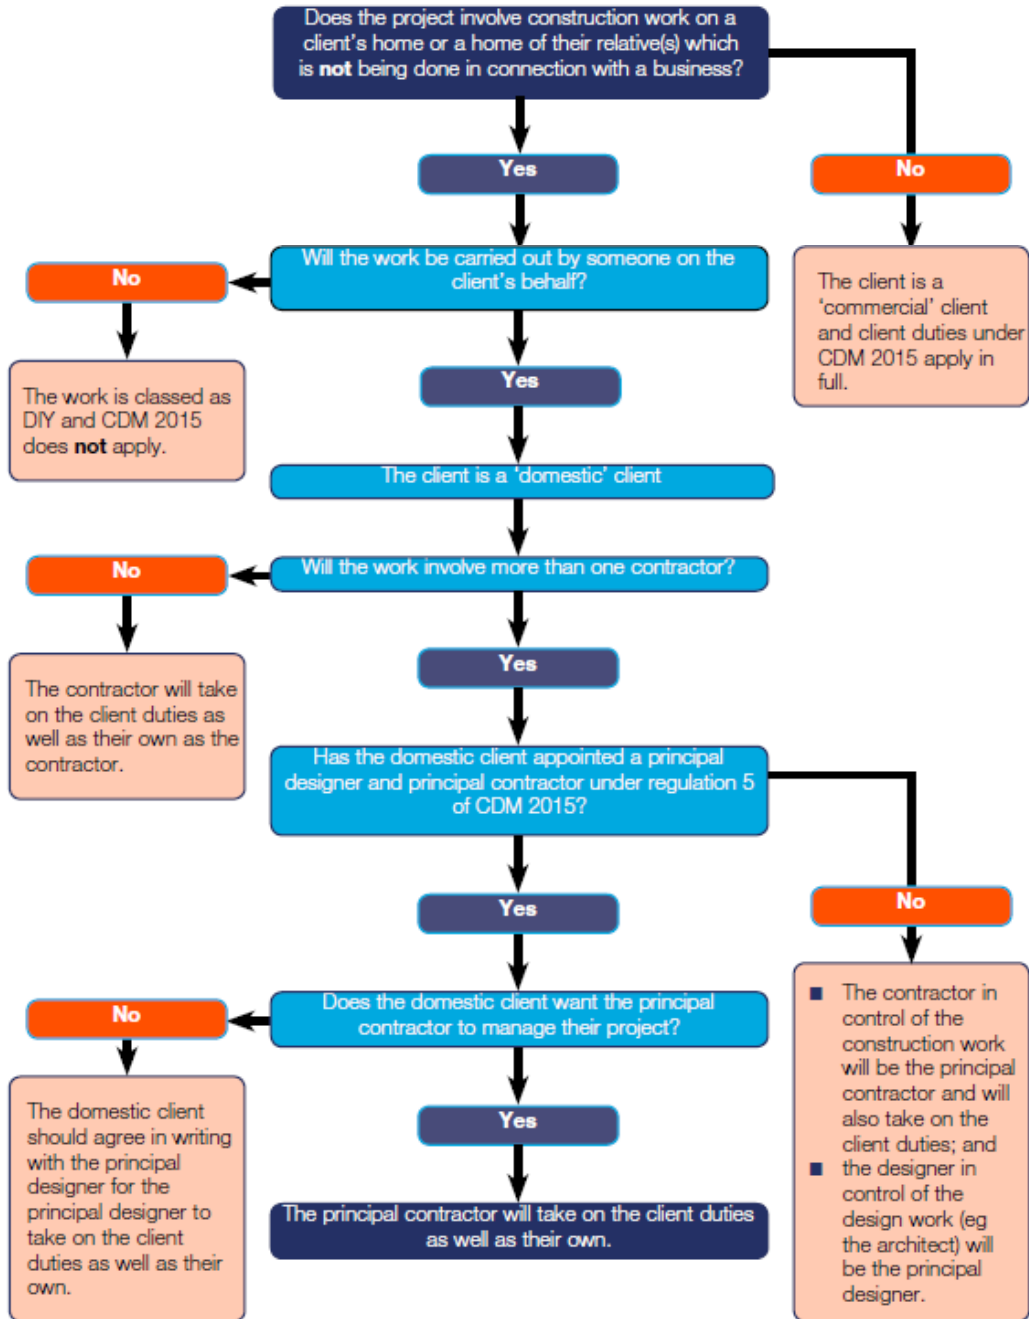 Does the project involve construction work on a
client's home or a home of their relative(s) which
is not being done in connection with a business?
Yes
No
Will the work be carried out by someone on the
client's behalf?
No
The client is a
'commercial' client
and client duties under
CDM 2015 apply in
full.
The work is classed as
DIY and CDM 2015
does not apply.
Yes
The client is a 'domestic' client
Will the work involve more than one contractor?
No
The contractor will take
on the client duties as
well as their own as the
contractor.
Yes
Has the domestic client appointed a principal
designer and principal contractor under regulation 5
of CDM 2015?
Yes
No
■ The contractor in
control of the
construction work
will be the principal
contractor and will
also take on the
client duties; and
■ the designer in
control of the
design work (eg
the architect) will
be the principal
designer.
Does the domestic client want the principal
contractor to manage their project?
No
The domestic client
should agree in writing
with the principal
designer for the
principal designer to
take on the client
duties as well as their
own.
Yes
The principal contractor will take on the client duties
as well as their own.